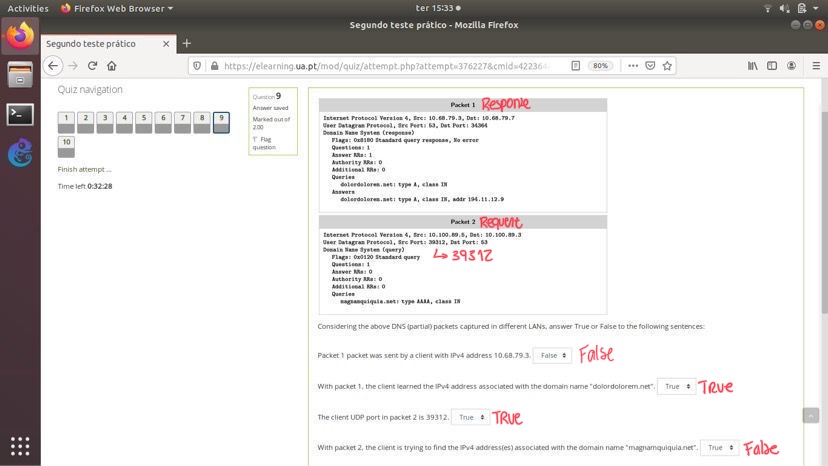 Activities Firefox Web Browser ter 15:33
Segundo teste prático - Mozilla Firefox
Segundo teste prático
https://elearning.ua.pt/mod/quiz/attempt.php?attempt=376227&cmid=42236 80%
Quiz navigation
1 2 3 4 5 6 7 8 9
10
Finish attempt ...
Time left 0:32:28
Question 9
Answer saved
Marked out of
2.00
Flag
question
Packet 1 Response
Internet Protocol Version 4, Src: 10.68.79.3, Dst: 10.68.79.7
User Datagram Protocol, Src Port: 53, Dst Port: 34364
Domain Name System (response)
Flags: 0x8180 Standard query response, No error
Questions: 1
Answer RRs: 1
Authority RRs: 0
Additional RRs: 0
Queries
dolordolorem.net: type A, class IN
Answers
dolordolorem.net: type A, class IN, addr 194.11.12.9
Packet 2 Request
Internet Protocol Version 4, Src: 10.100.89.5, Dst: 10.100.89.3
User Datagram Protocol, Src Port: 39312, Dst Port: 53
Domain Name System (query)
Flags: 0x0120 Standard query 39312
Questions: 1
Answer RRs: 0
Authority RRs: 0
Additional RRs: 0
Queries
magnamquiquia.net: type AAAA, class IN
Considering the above DNS (partial) packets captured in different LANs, answer True or False to the following sentences:
Packet 1 packet was sent by a client with IPv4 address 10.68.79.3. False False
With packet 1, the client learned the IPv4 address associated with the domain name "dolordolorem.net". True TRUE
The client UDP port in packet 2 is 39312. True TRUE
With packet 2, the client is trying to find the IPv4 address(es) associated with the domain name "magnamquiquia.net". True False